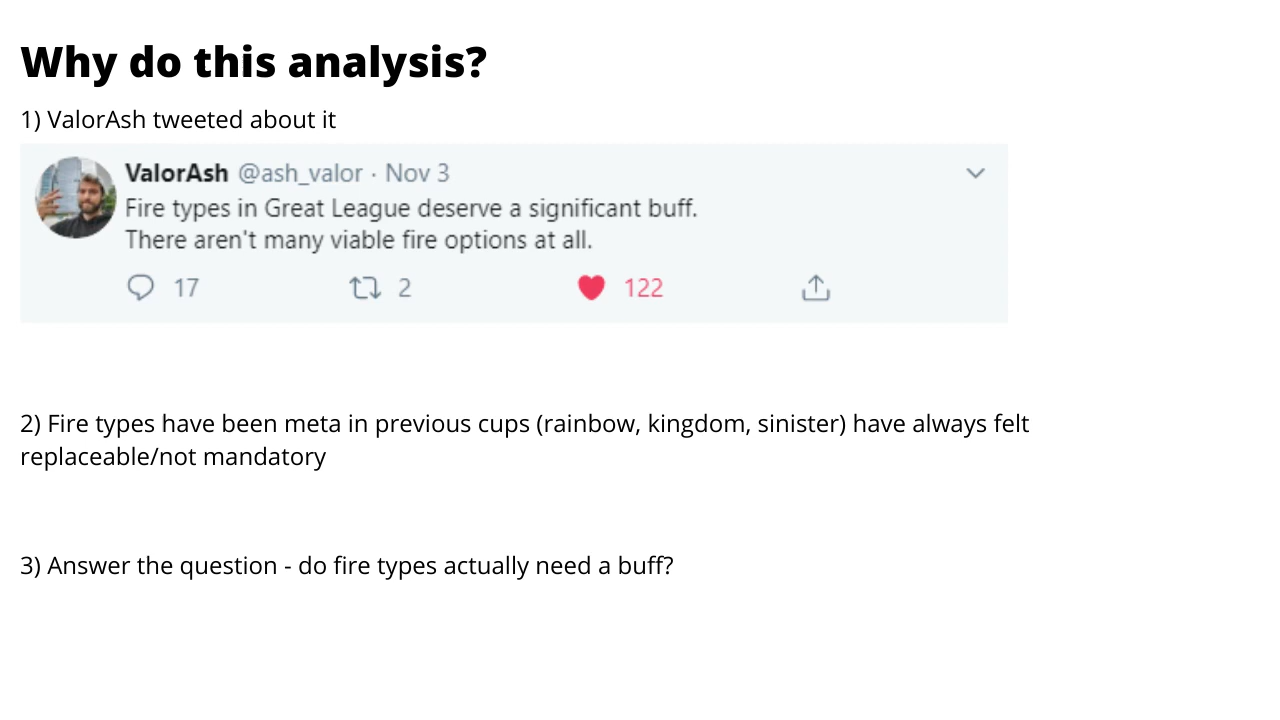 Why do this analysis?
1) ValorAsh tweeted about it
ValorAsh @ash_valor · Nov 3
Fire types in Great League deserve a significant buff.
There aren't many viable fire options at all.
17 2 122
2) Fire types have been meta in previous cups (rainbow, kingdom, sinister) have always felt
replaceable/not mandatory
3) Answer the question - do fire types actually need a buff?